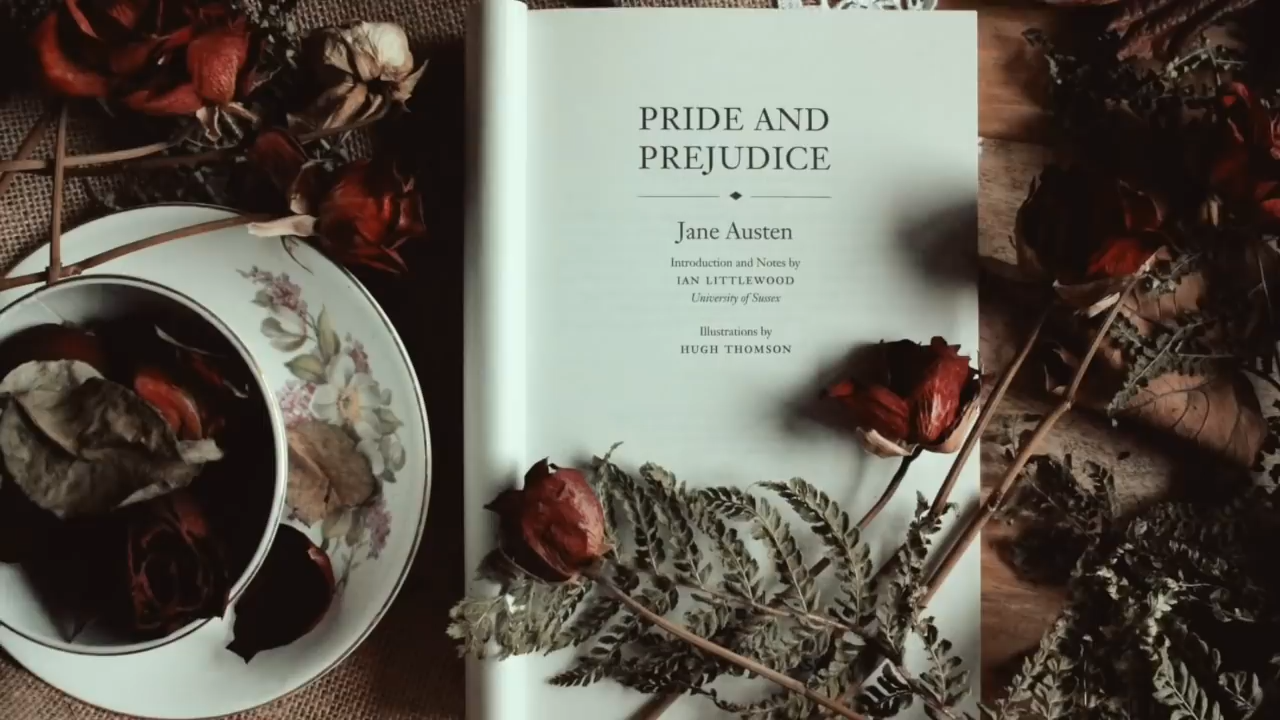 PRIDE AND
PREJUDICE
Jane Austen
Introduction and Notes by
IAN LITTLEWOOD
University of Sussex
Illustrations by
HUGH THOMSON